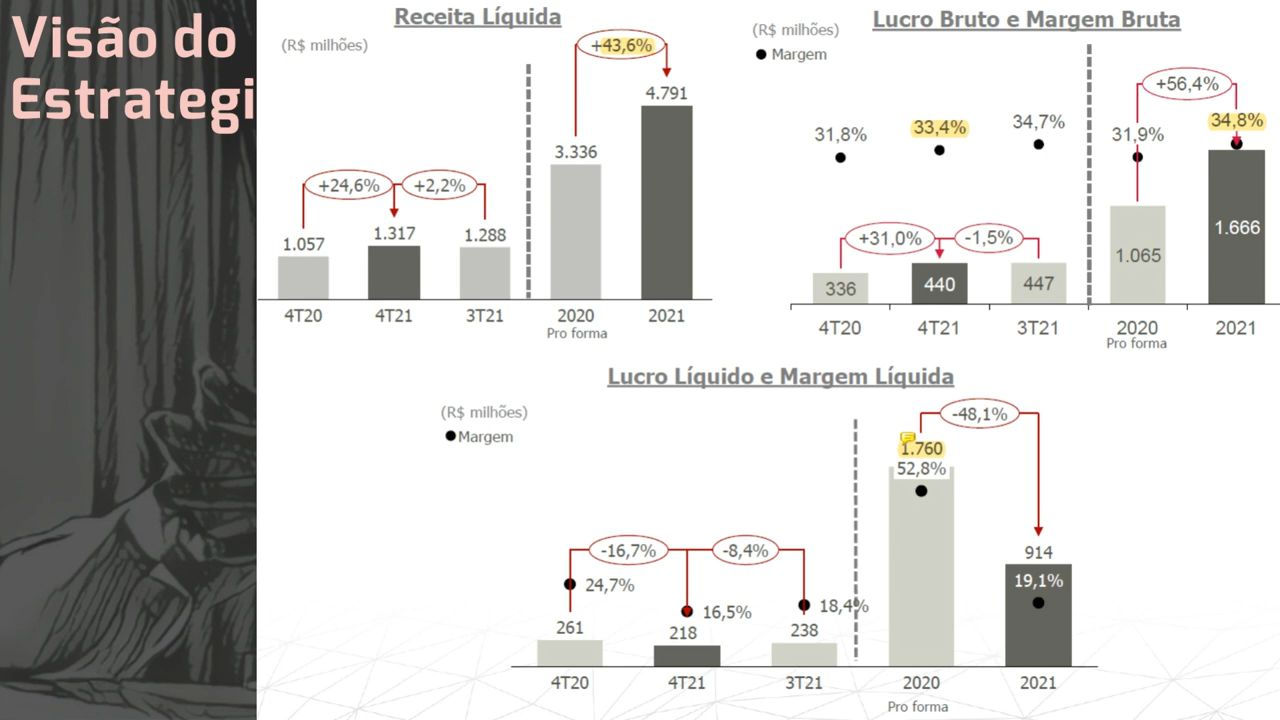 Visão do
Estrategi
Receita Líquida
(R$ milhões)
+43,6%
4.791
3.336
+24,6%
+2,2%
1.057
1.317
1.288
4T20
4T21
3T21
2020
2021
Pro forma
Lucro Bruto e Margem Bruta
(R$ milhões)
Margem
+56,4%
31,8%
33,4%
34,7%
31,9%
34,8%
+31,0%
-1,5%
336
440
447
1.065
1.666
4T20
4T21
3T21
2020
2021
Pro forma
Lucro Líquido e Margem Líquida
(R$ milhões)
Margem
-48,1%
1.760
52,8%
-16,7%
-8,4%
914
24,7%
16,5%
18,4%
19,1%
261
218
238
4T20
4T21
3T21
2020
2021
Pro forma